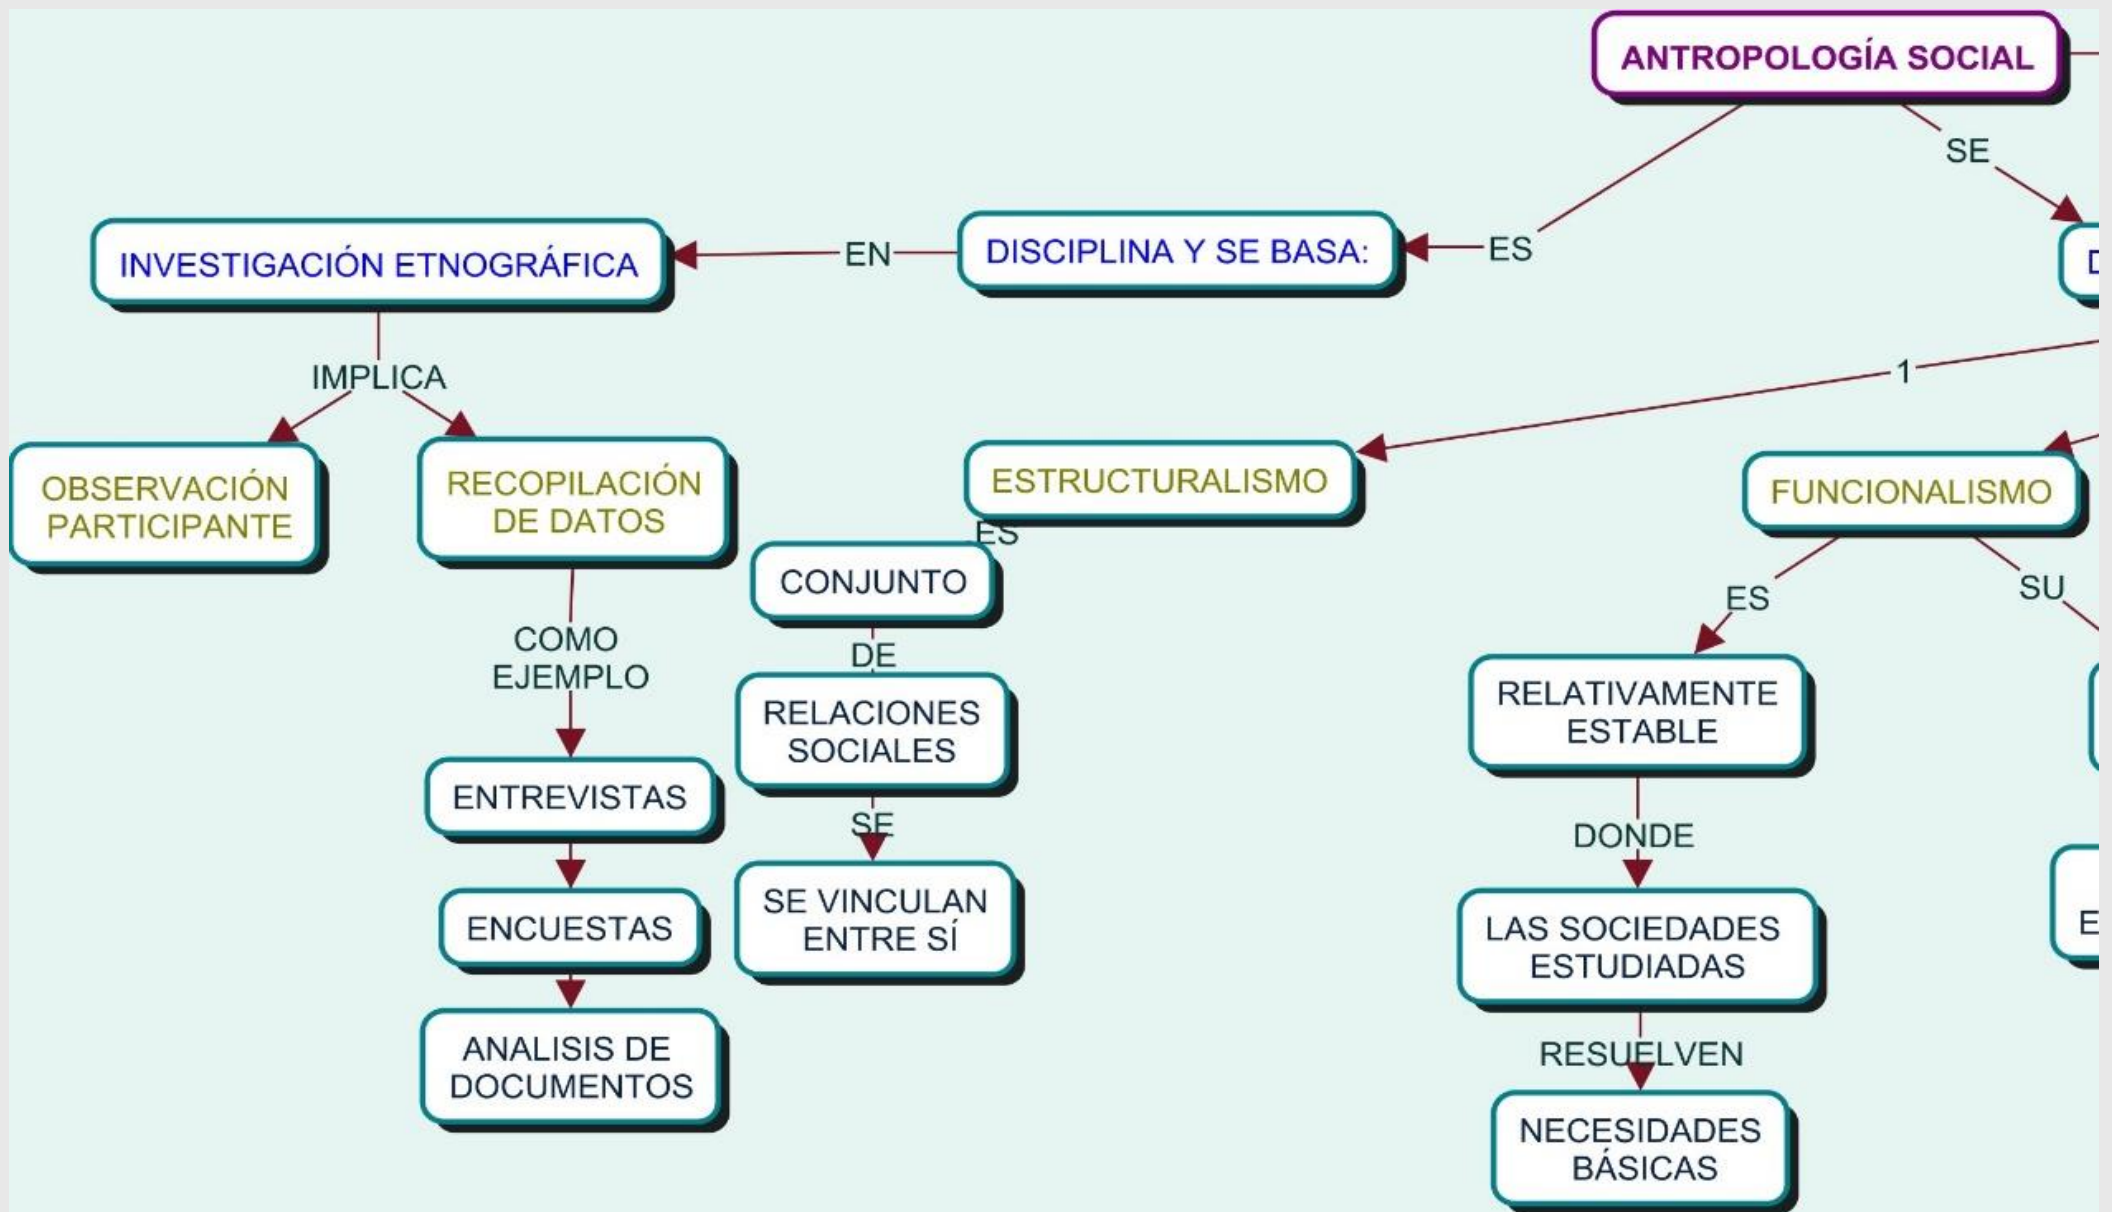 ANTROPOLOGÍA SOCIAL
SE
ES
DISCIPLINA Y SE BASA:
EN
INVESTIGACIÓN ETNOGRÁFICA
IMPLICA
OBSERVACIÓN
PARTICIPANTE
RECOPILACIÓN
DE DATOS
COMO
EJEMPLO
ENTREVISTAS
ENCUESTAS
ANALISIS DE
DOCUMENTOS
1
ESTRUCTURALISMO
ES
CONJUNTO
DE
RELACIONES
SOCIALES
SE
SE VINCULAN
ENTRE SÍ
FUNCIONALISMO
ES
SU
RELATIVAMENTE
ESTABLE
DONDE
LAS SOCIEDADES
ESTUDIADAS
RESUELVEN
NECESIDADES
BÁSICAS